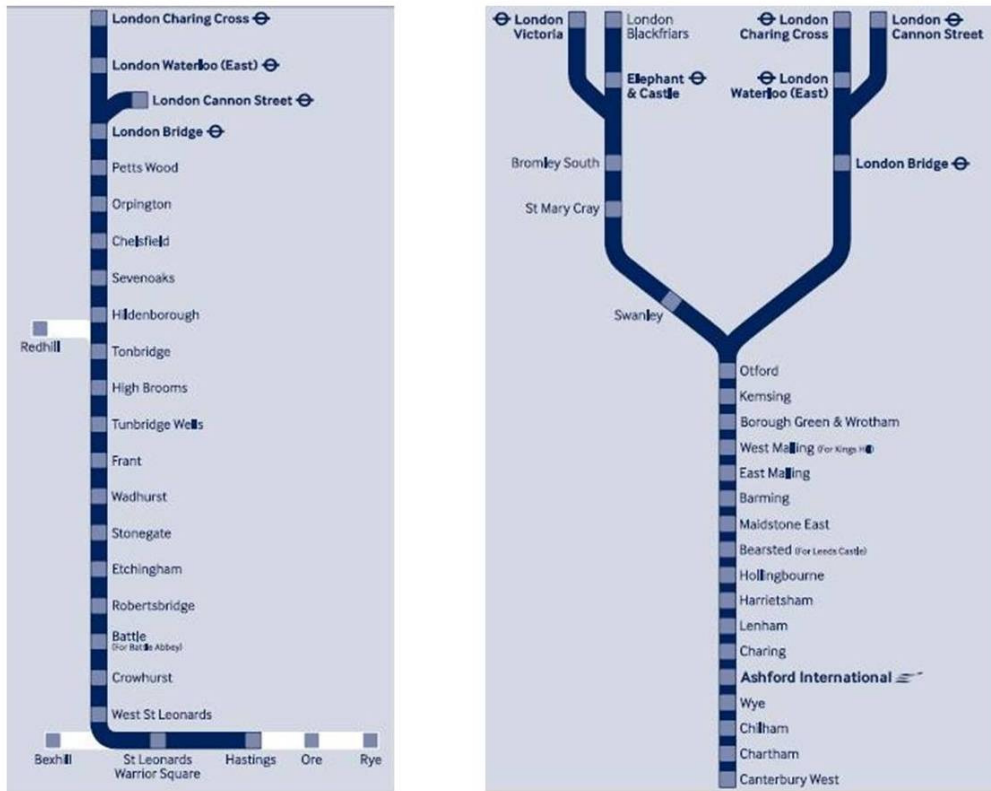 London Charing Cross
London Waterloo (East)
London Cannon Street
London Bridge
Petts Wood
Orpington
Chelsfield
Sevenoaks
Hildenborough
Redhill
Tonbridge
High Brooms
Tunbridge Wells
Frant
Wadhurst
Stonegate
Etchingham
Robertsbridge
Battle
(For Battle Abbey)
Crowhurst
West St Leonards
Bexhill
St Leonards
Warrior Square
Hastings
Ore
Rye
London
Victoria
London
Blackfriars
London
Charing Cross
London
Cannon Street
Elephant
& Castle
London
Waterloo (East)
Bromley South
London Bridge
St Mary Cray
Swanley
Otford
Kemsing
Borough Green & Wrotham
West Malling (For Kings Hill)
East Malling
Barming
Maidstone East
Bearsted (For Leeds Castle)
Hollingbourne
Harrietsham
Lenham
Charing
Ashford International
Wye
Chilham
Chartham
Canterbury West